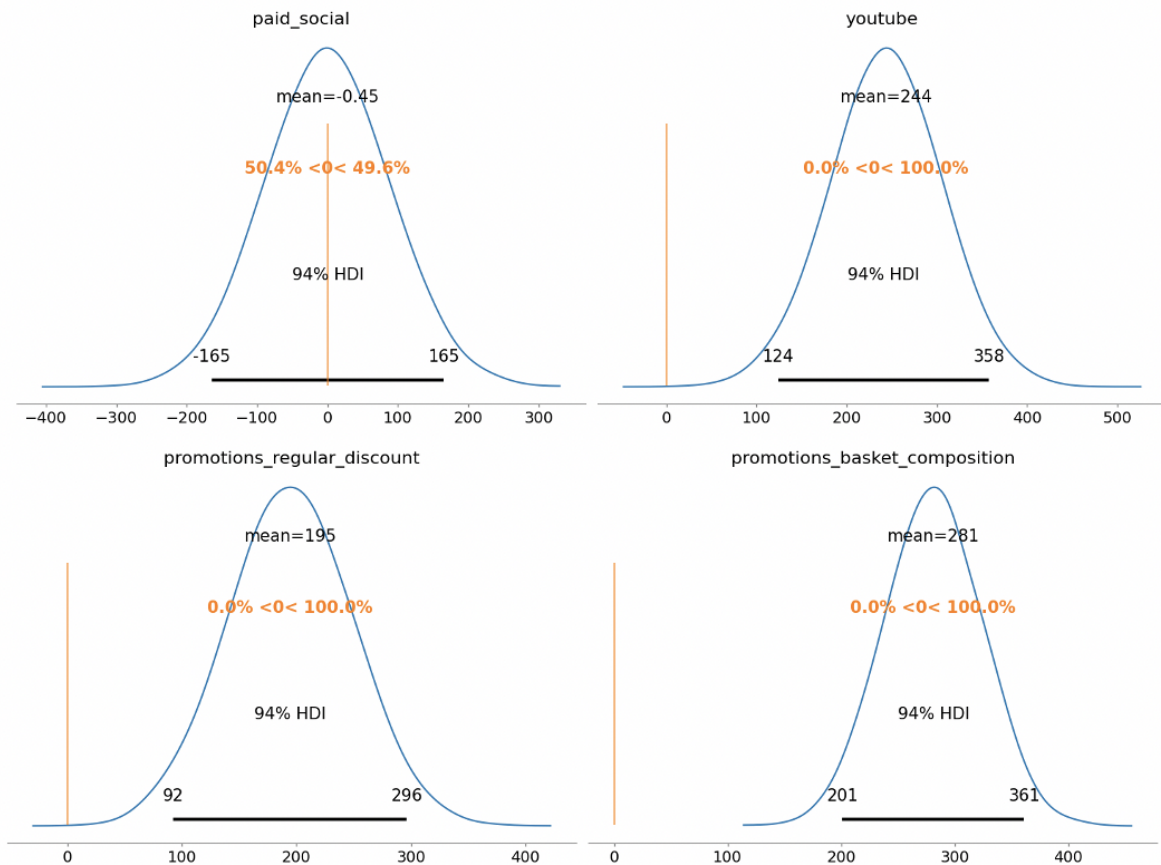 paid_social
mean=-0.45
50.4% <0< 49.6%
94% HDI
-165 165
−400 −300 −200 −100 0 100 200 300
youtube
mean=244
0.0% <0< 100.0%
94% HDI
124 358
0 100 200 300 400 500
promotions_regular_discount
mean=195
0.0% <0< 100.0%
94% HDI
92 296
0 100 200 300 400
promotions_basket_composition
mean=281
0.0% <0< 100.0%
94% HDI
201 361
0 100 200 300 400